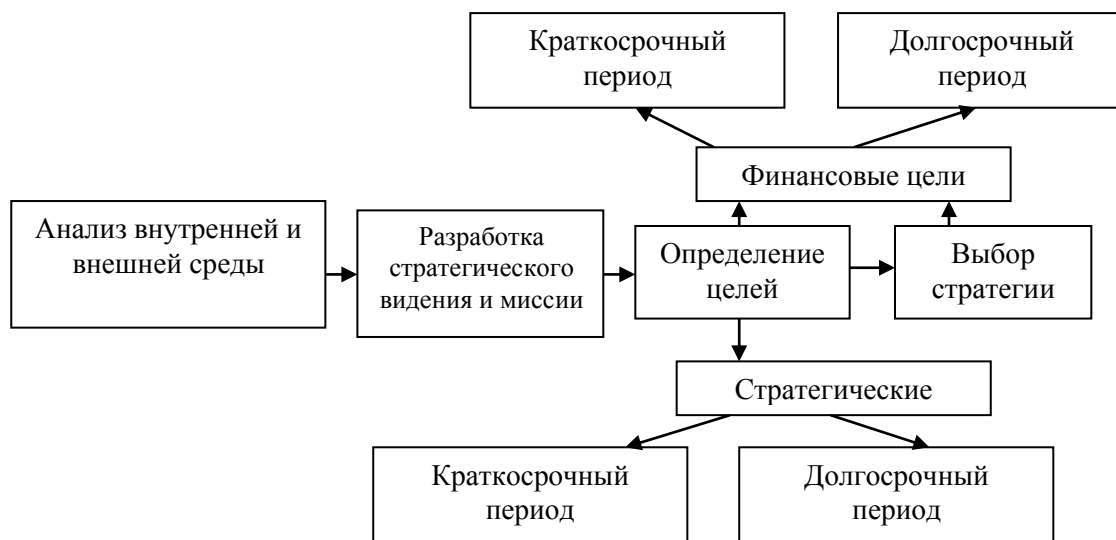 Краткосрочный
период
Долгосрочный
период
Финансовые цели
Анализ внутренней и
внешней среды
Разработка
стратегического
видения и миссии
Определение
целей
Выбор
стратегии
Стратегические
Краткосрочный
период
Долгосрочный
период